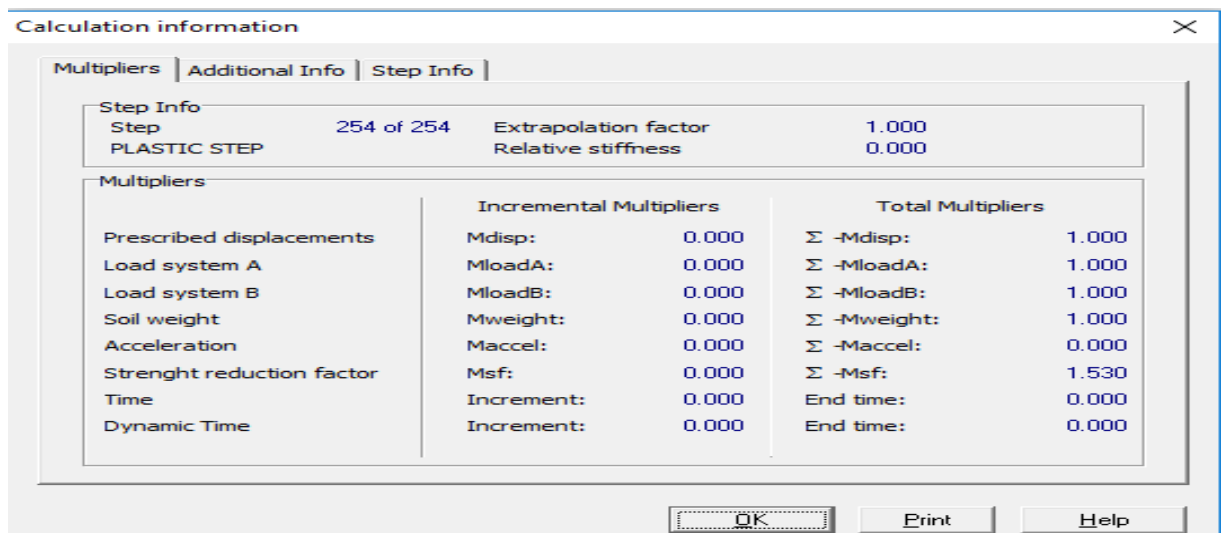 Calculation information
Multipliers Additional Info Step Info
Step Info
Step 254 of 254 Extrapolation factor 1.000
PLASTIC STEP Relative stiffness 0.000
Multipliers
Incremental Multipliers Total Multipliers
Prescribed displacements Mdisp: 0.000 Σ -Mdisp: 1.000
Load system A MloadA: 0.000 Σ -MloadA: 1.000
Load system B MloadB: 0.000 Σ -MloadB: 1.000
Soil weight Mweight: 0.000 Σ -Mweight: 1.000
Acceleration Maccel: 0.000 Σ -Maccel: 0.000
Strenght reduction factor Msf: 0.000 Σ -Msf: 1.530
Time Increment: 0.000 End time: 0.000
Dynamic Time Increment: 0.000 End time: 0.000
OK Print Help